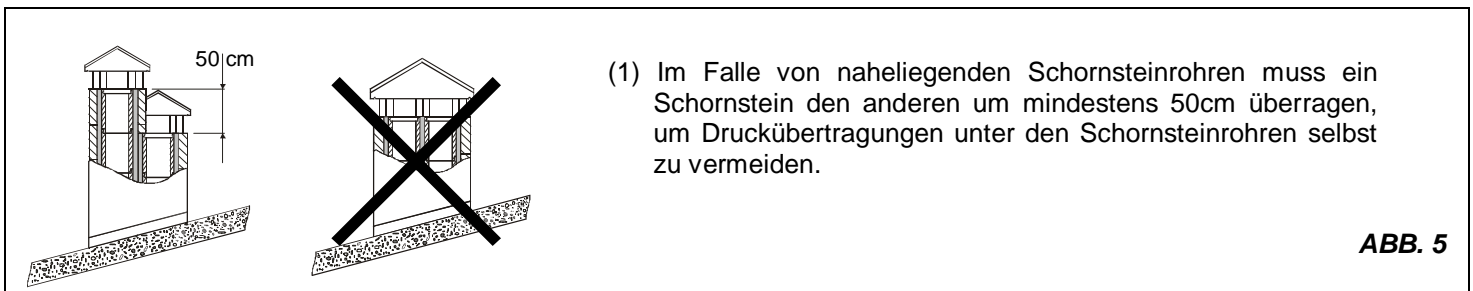 50 cm
(1) Im Falle von naheliegenden Schornsteinrohren muss ein
Schornstein den anderen um mindestens 50cm überragen,
um Druckübertragungen unter den Schornsteinrohren selbst
zu vermeiden.
ABB. 5